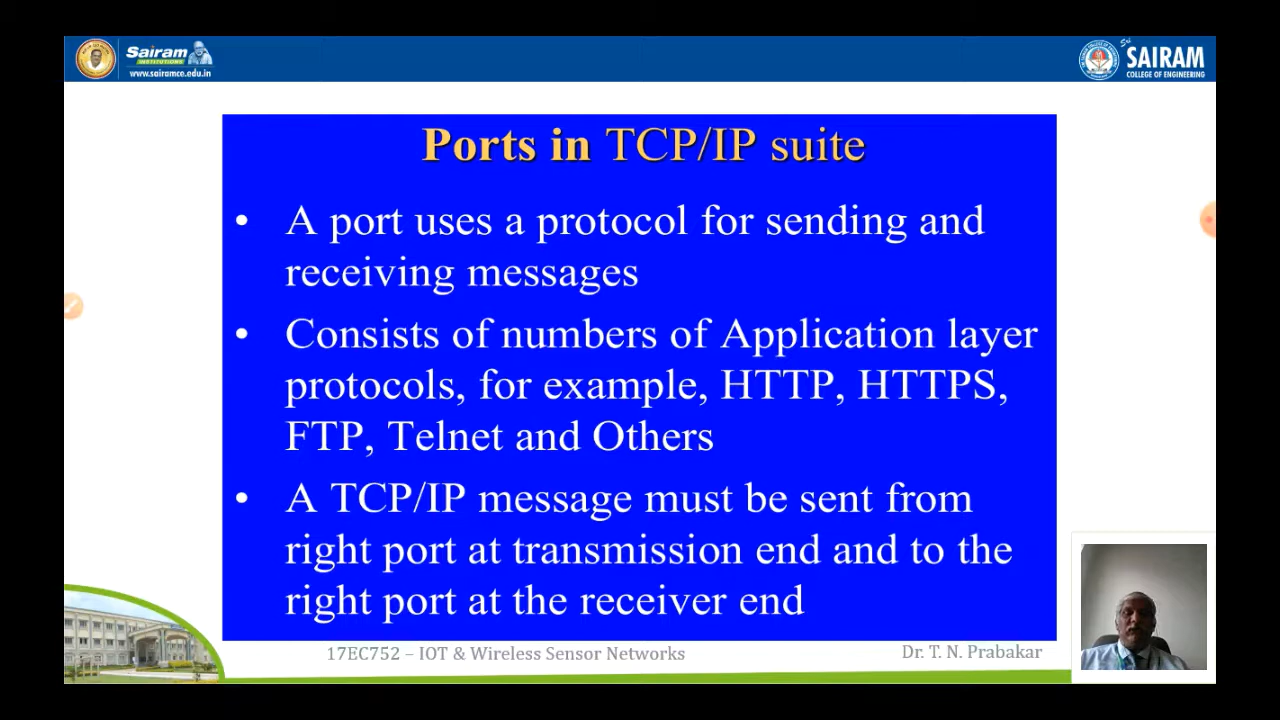 Sairam
INSTITUTIONS
www.sairamce.edu.in
Sri
SAIRAM
COLLEGE OF ENGINEERING
Ports in TCP/IP suite
• A port uses a protocol for sending and
receiving messages
• Consists of numbers of Application layer
protocols, for example, HTTP, HTTPS,
FTP, Telnet and Others
• A TCP/IP message must be sent from
right port at transmission end and to the
right port at the receiver end
17EC752 – IOT & Wireless Sensor Networks
Dr. T. N. Prabakar